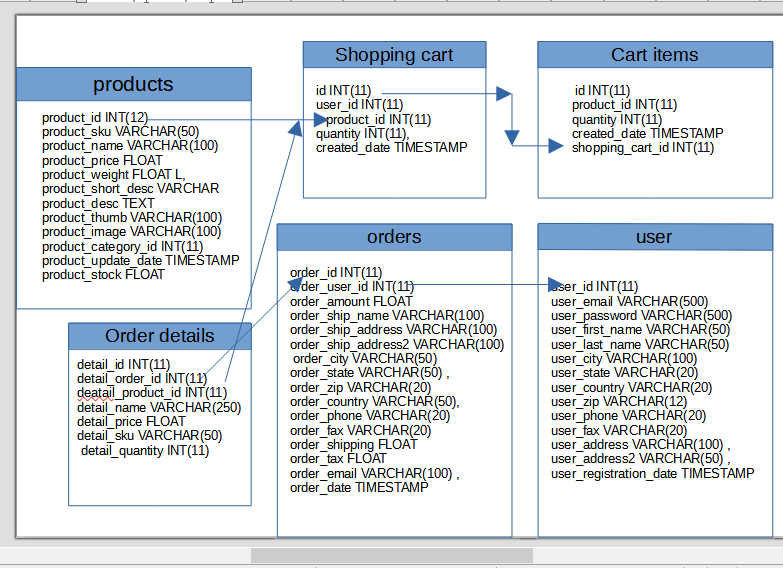 products
product_id INT(12)
product_sku VARCHAR(50)
product_name VARCHAR(100)
product_price FLOAT
product_weight FLOAT L,
product_short_desc VARCHAR
product_desc TEXT
product_thumb VARCHAR(100)
product_image VARCHAR(100)
product_category_id INT(11)
product_update_date TIMESTAMP
product_stock FLOAT
Shopping cart
id INT(11)
user_id INT(11)
product_id INT(11)
quantity INT(11),
created_date TIMESTAMP
Cart items
id INT(11)
product_id INT(11)
quantity INT(11)
created_date TIMESTAMP
shopping_cart_id INT(11)
Order details
detail_id INT(11)
detail_order_id INT(11)
deatail_product_id INT(11)
detail_name VARCHAR(250)
detail_price FLOAT
detail_sku VARCHAR(50)
detail_quantity INT(11)
orders
order_id INT(11)
order_user_id INT(11)
order_amount FLOAT
order_ship_name VARCHAR(100)
order_ship_address VARCHAR(100)
order_ship_address2 VARCHAR(100)
order_city VARCHAR(50)
order_state VARCHAR(50) ,
order_zip VARCHAR(20)
order_country VARCHAR(50),
order_phone VARCHAR(20)
order_fax VARCHAR(20)
order_shipping FLOAT
order_tax FLOAT
order_email VARCHAR(100) ,
order_date TIMESTAMP
user
user_id INT(11)
user_email VARCHAR(500)
user_password VARCHAR(500)
user_first_name VARCHAR(50)
user_last_name VARCHAR(50)
user_city VARCHAR(100)
user_state VARCHAR(20)
user_country VARCHAR(20)
user_zip VARCHAR(12)
user_phone VARCHAR(20)
user_fax VARCHAR(20)
user_address VARCHAR(100) ,
user_address2 VARCHAR(50) ,
user_registration_date TIMESTAMP